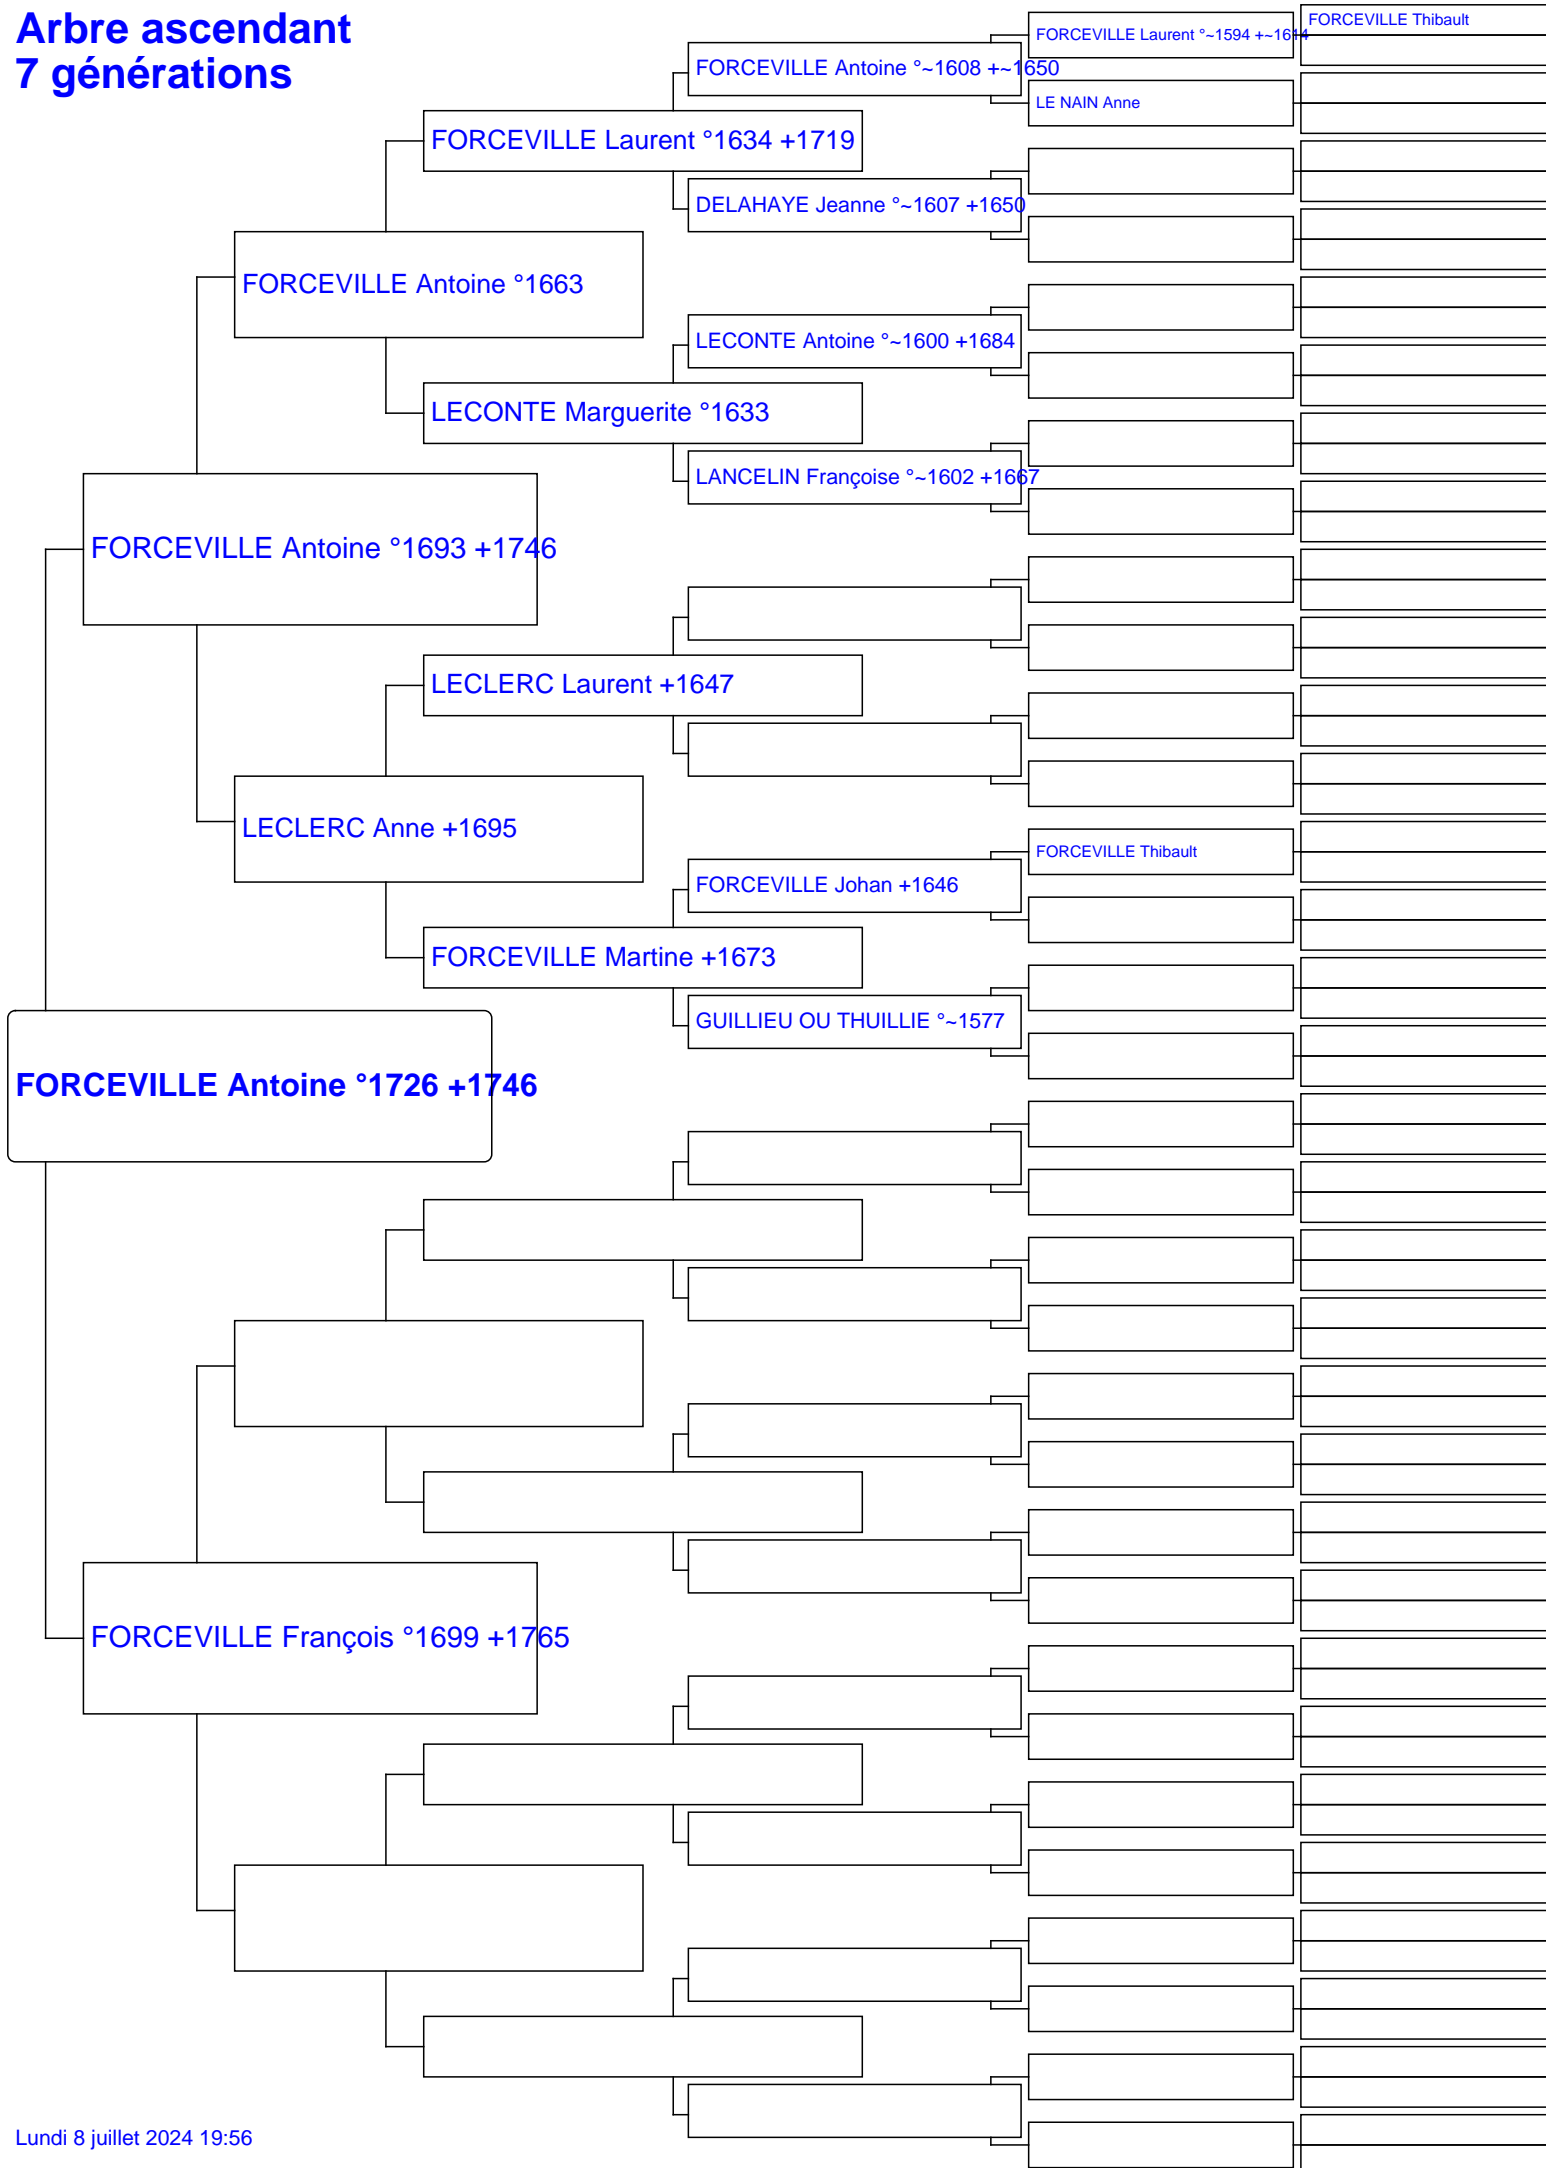 Arbre ascendant
7 générations
FORCEVILLE Thibault
FORCEVILLE Laurent °~1594 +~1614
FORCEVILLE Antoine °~1608 +~1650
LE NAIN Anne
FORCEVILLE Laurent °1634 +1719
DELAHAYE Jeanne °~1607 +1650
FORCEVILLE Antoine °1663
LECONTE Antoine °~1600 +1684
LECONTE Marguerite °1633
LANCELIN Françoise °~1602 +1667
FORCEVILLE Antoine °1693 +1746
LECLERC Laurent +1647
LECLERC Anne +1695
FORCEVILLE Thibault
FORCEVILLE Johan +1646
FORCEVILLE Martine +1673
GUILLIEU OU THUILLIE °~1577
FORCEVILLE Antoine °1726 +1746
FORCEVILLE François °1699 +1765
Lundi 8 juillet 2024 19:56